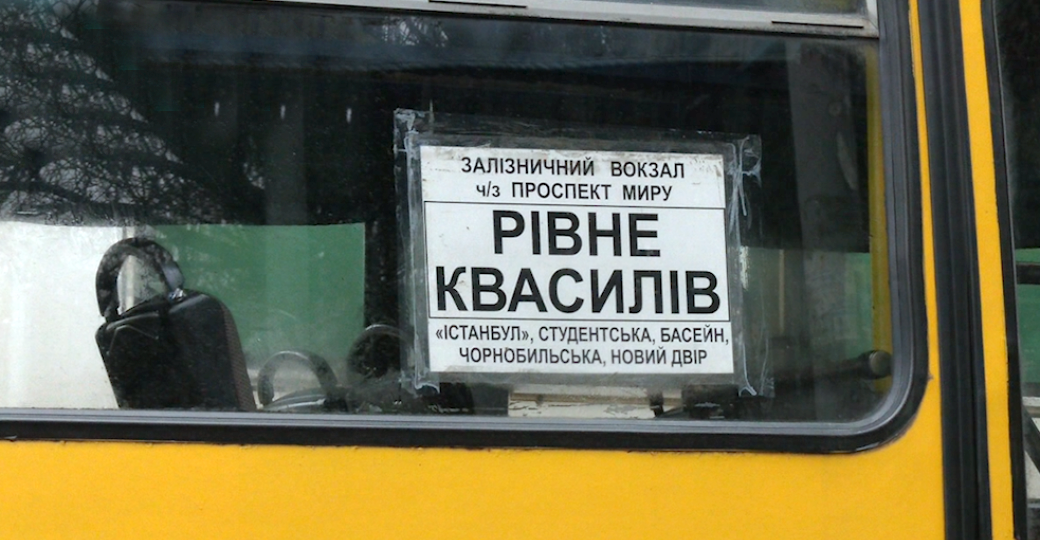 ЗАЛІЗНИЧНИЙ ВОКЗАЛ
ч/з ПРОСПЕКТ МИРУ
РІВНЕ
КВАСИЛІВ
«ІСТАНБУЛ», СТУДЕНТСЬКА, БАСЕЙН,
ЧОРНОБИЛЬСЬКА, НОВИЙ ДВІР